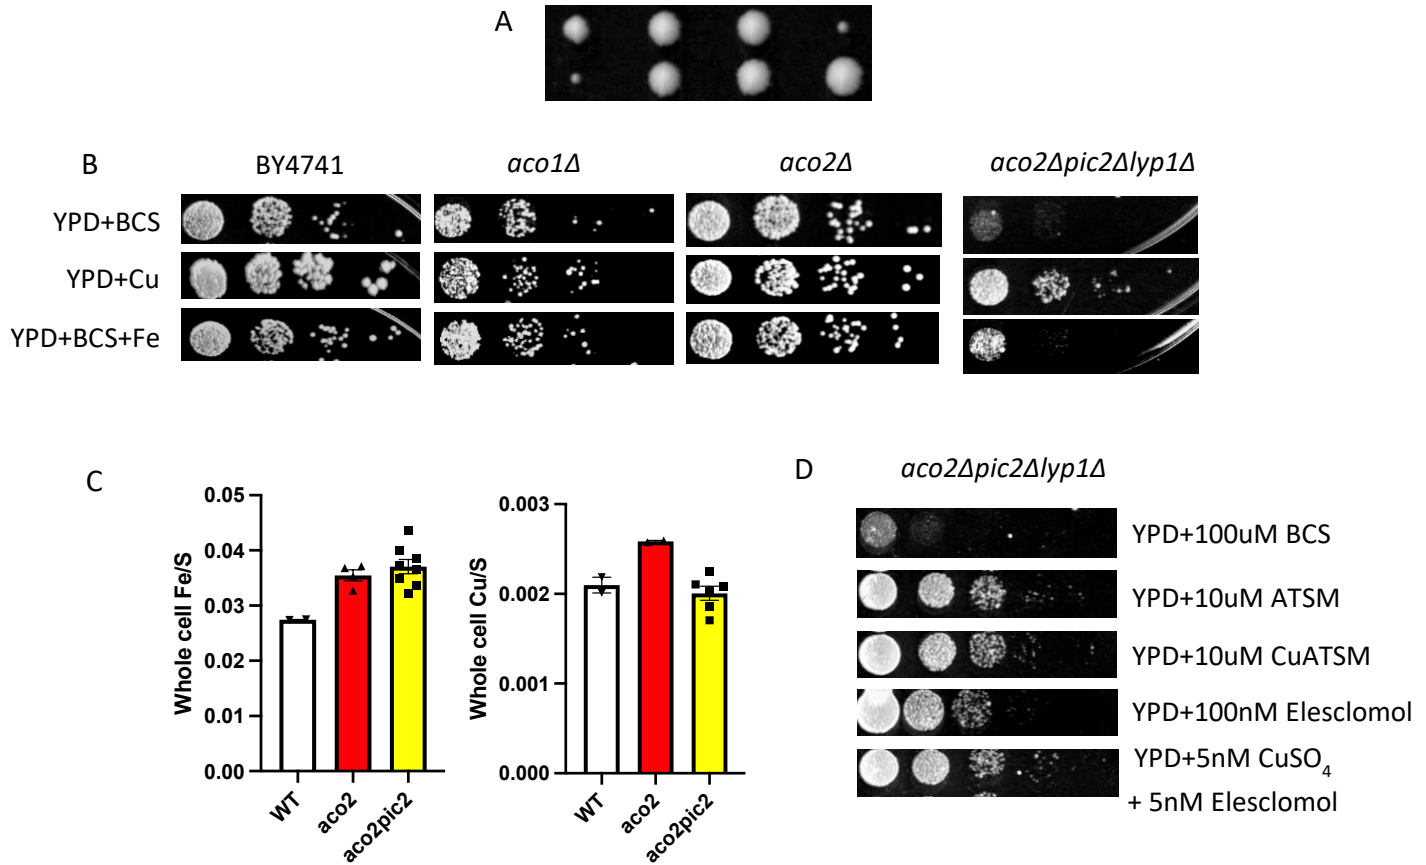 A
B
BY4741
aco1Δ
aco2Δ
aco2Δpic2Δlyp1Δ
YPD+BCS
YPD+Cu
YPD+BCS+Fe
C
Whole cell Fe/S
0.05
0.04
0.03
0.02
0.01
0.00
WT
aco2
aco2pic2
Whole cell Cu/S
0.003
0.002
0.001
0.000
WT
aco2
aco2pic2
D
aco2Δpic2Δlyp1Δ
YPD+100uM BCS
YPD+10uM ATSM
YPD+10uM CuATSM
YPD+100nM Elesclomol
YPD+5nM CuSO₄
+ 5nM Elesclomol